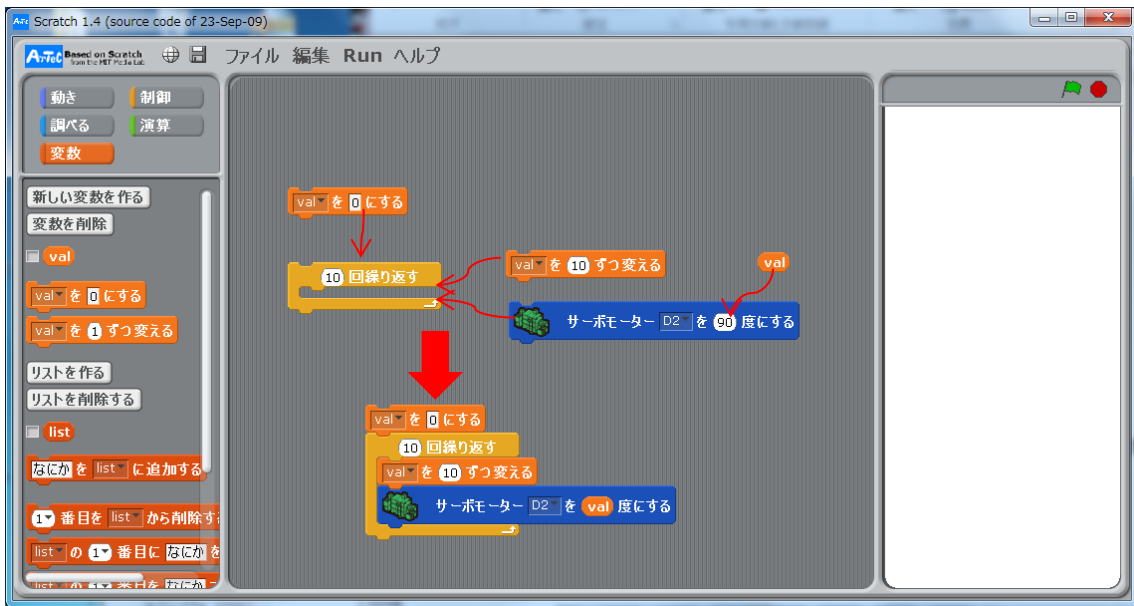 Scratch 1.4 (source code of 23-Sep-09)
ArTeC Based on Scratch
from the MIT Media Lab
ファイル 編集 Run ヘルプ
動き 制御
調べる 演算
変数
新しい変数を作る
変数を削除
val
val を 0 にする
val を 1 ずつ変える
リストを作る
リストを削除する
list
なにか を list に追加する
1 番目を list から削除す
list の 1 番目に なにか を
list の 1 番目を なにか
val を 0 にする
10 回繰り返す
val を 10 ずつ変える
val
サーボモーター D2 を 90 度にする
val を 0 にする
10 回繰り返す
val を 10 ずつ変える
サーボモーター D2 を val 度にする